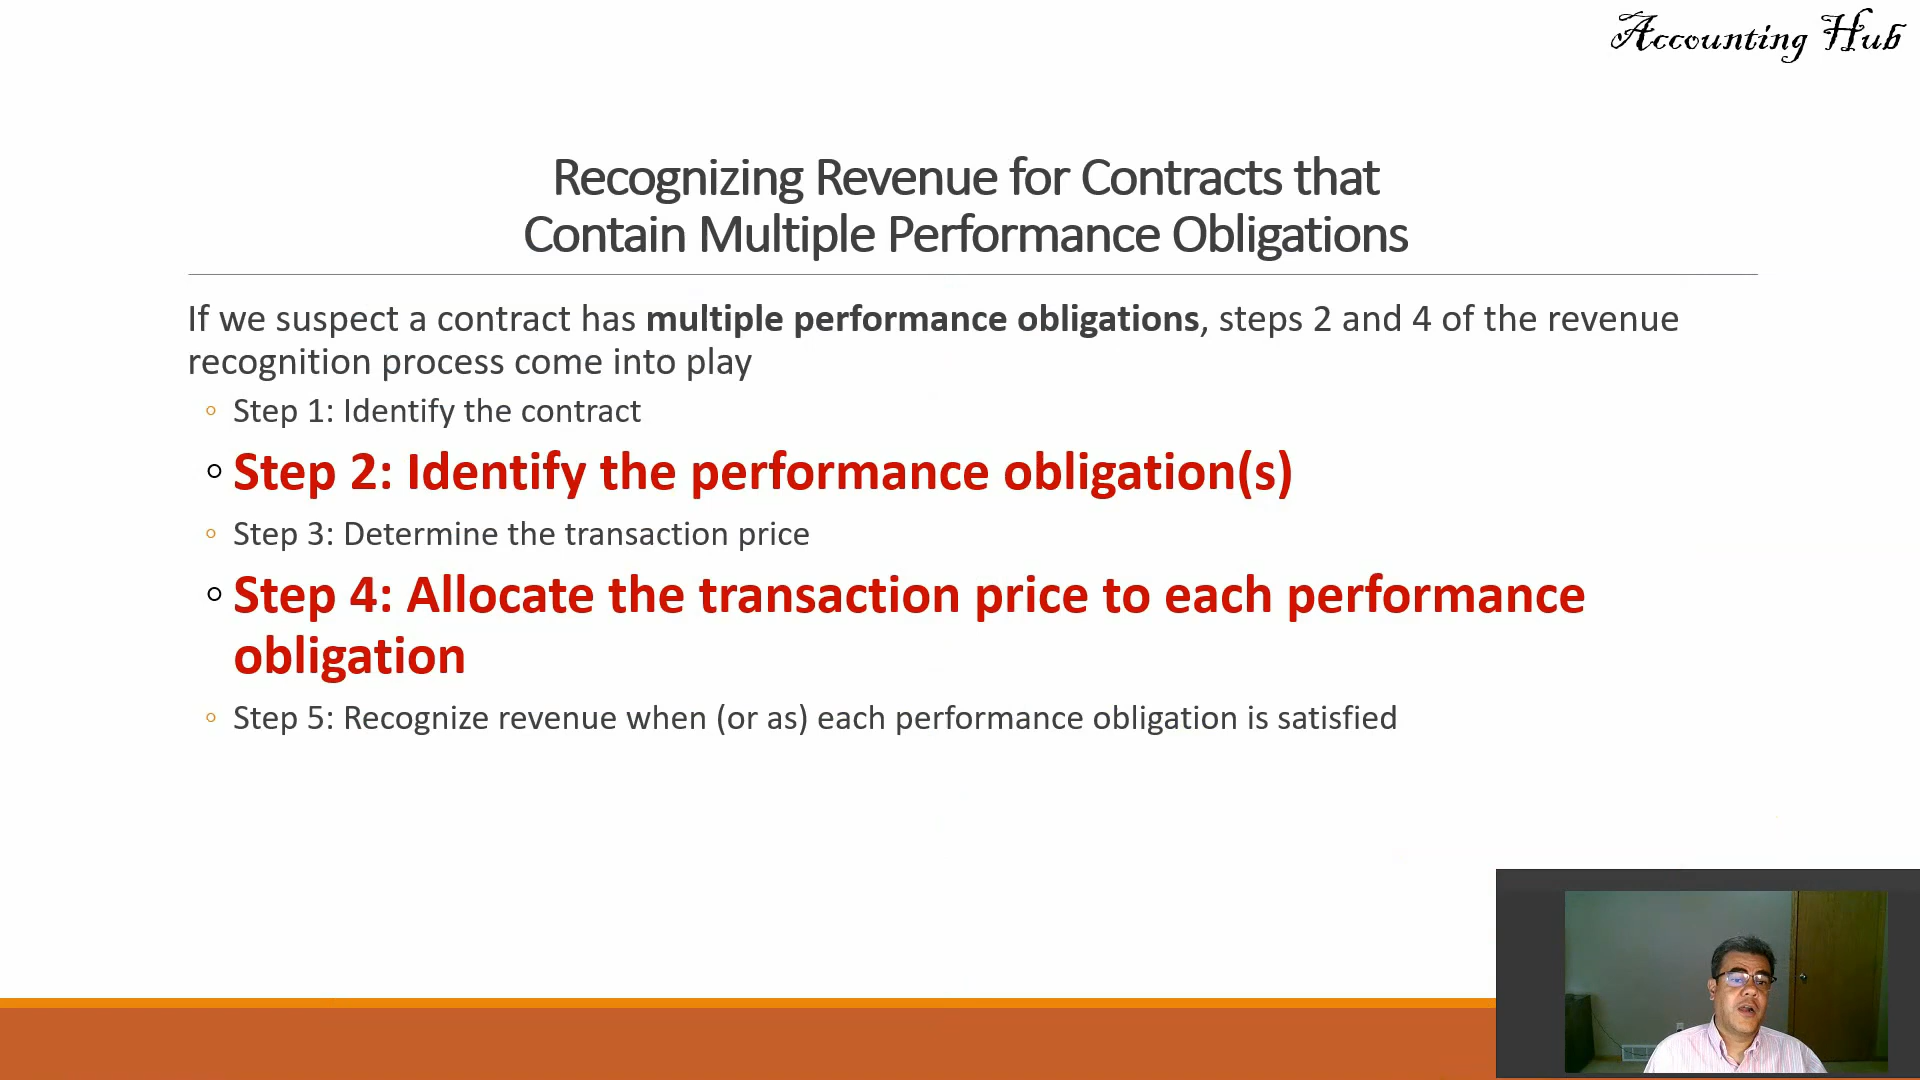 Accounting Hub
Recognizing Revenue for Contracts that
Contain Multiple Performance Obligations
If we suspect a contract has multiple performance obligations, steps 2 and 4 of the revenue
recognition process come into play
◦ Step 1: Identify the contract
◦ Step 2: Identify the performance obligation(s)
◦ Step 3: Determine the transaction price
◦ Step 4: Allocate the transaction price to each performance
obligation
◦ Step 5: Recognize revenue when (or as) each performance obligation is satisfied